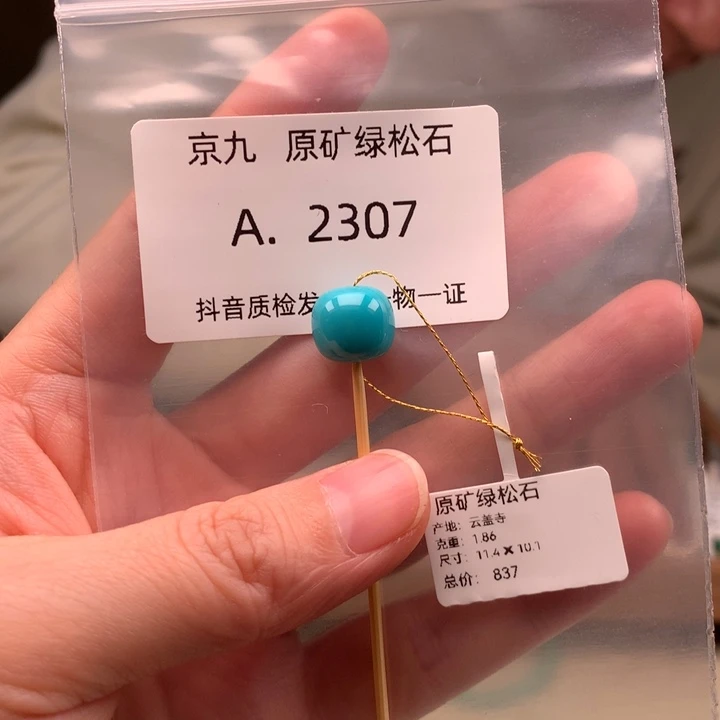 京九 原矿绿松石
A. 2307
抖音质检发 物一证
原矿绿松石
产地: 云盖寺
克重: 1.86
尺寸: 11.4×10.1
总价: 837